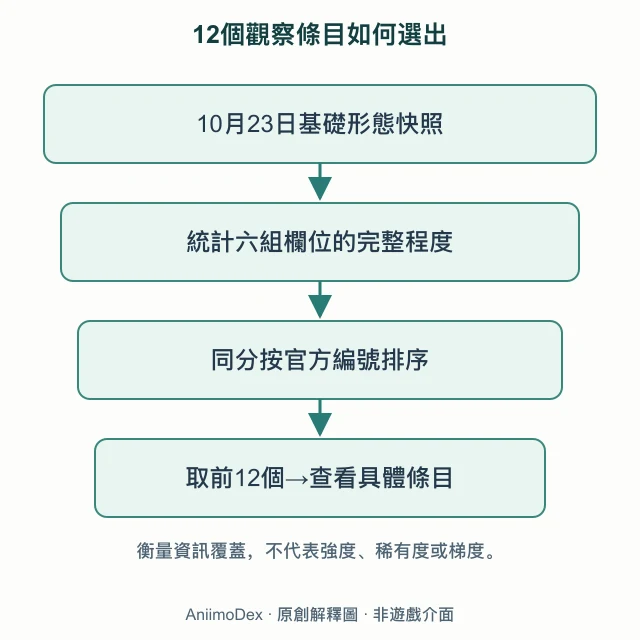 12個觀察條目如何選出
10月23日基礎形態快照
統計六組欄位的完整程度
同分按官方編號排序
取前12個→查看具體條目
衡量資訊覆蓋，不代表強度、稀有度或梯度。
AniimoDex · 原創解釋圖 · 非遊戲介面